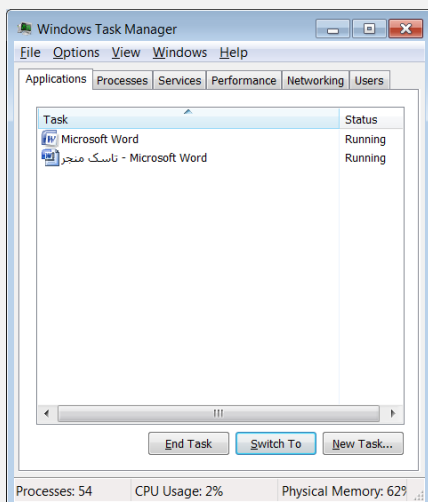 Windows Task Manager
File Options View Windows Help
Applications Processes Services Performance Networking Users
Task Status
Microsoft Word Running
تاسک منجر - Microsoft Word Running
End Task Switch To New Task...
Processes: 54 CPU Usage: 2% Physical Memory: 62%